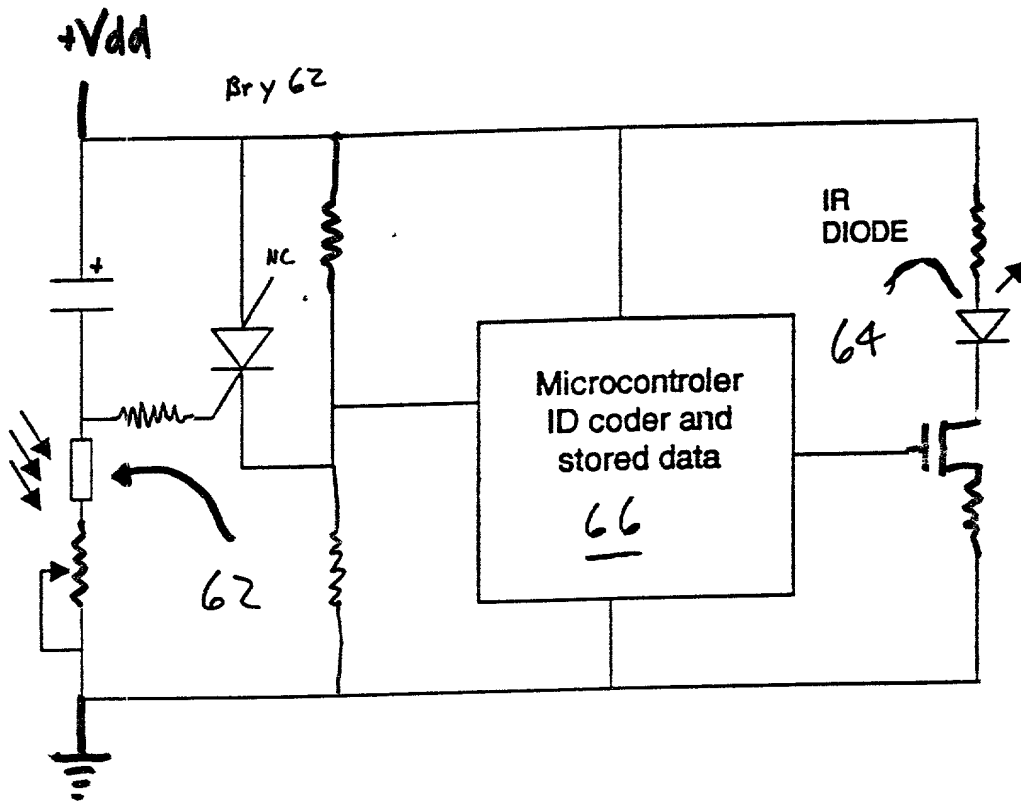 +Vdd
Bry 62
+
NC
IR
DIODE
64
Microcontroler
ID coder and
stored data
66
62